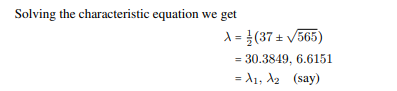 Solving the characteristic equation we get
λ = ½(37 ± √565)
= 30.3849, 6.6151
= λ₁, λ₂ (say)